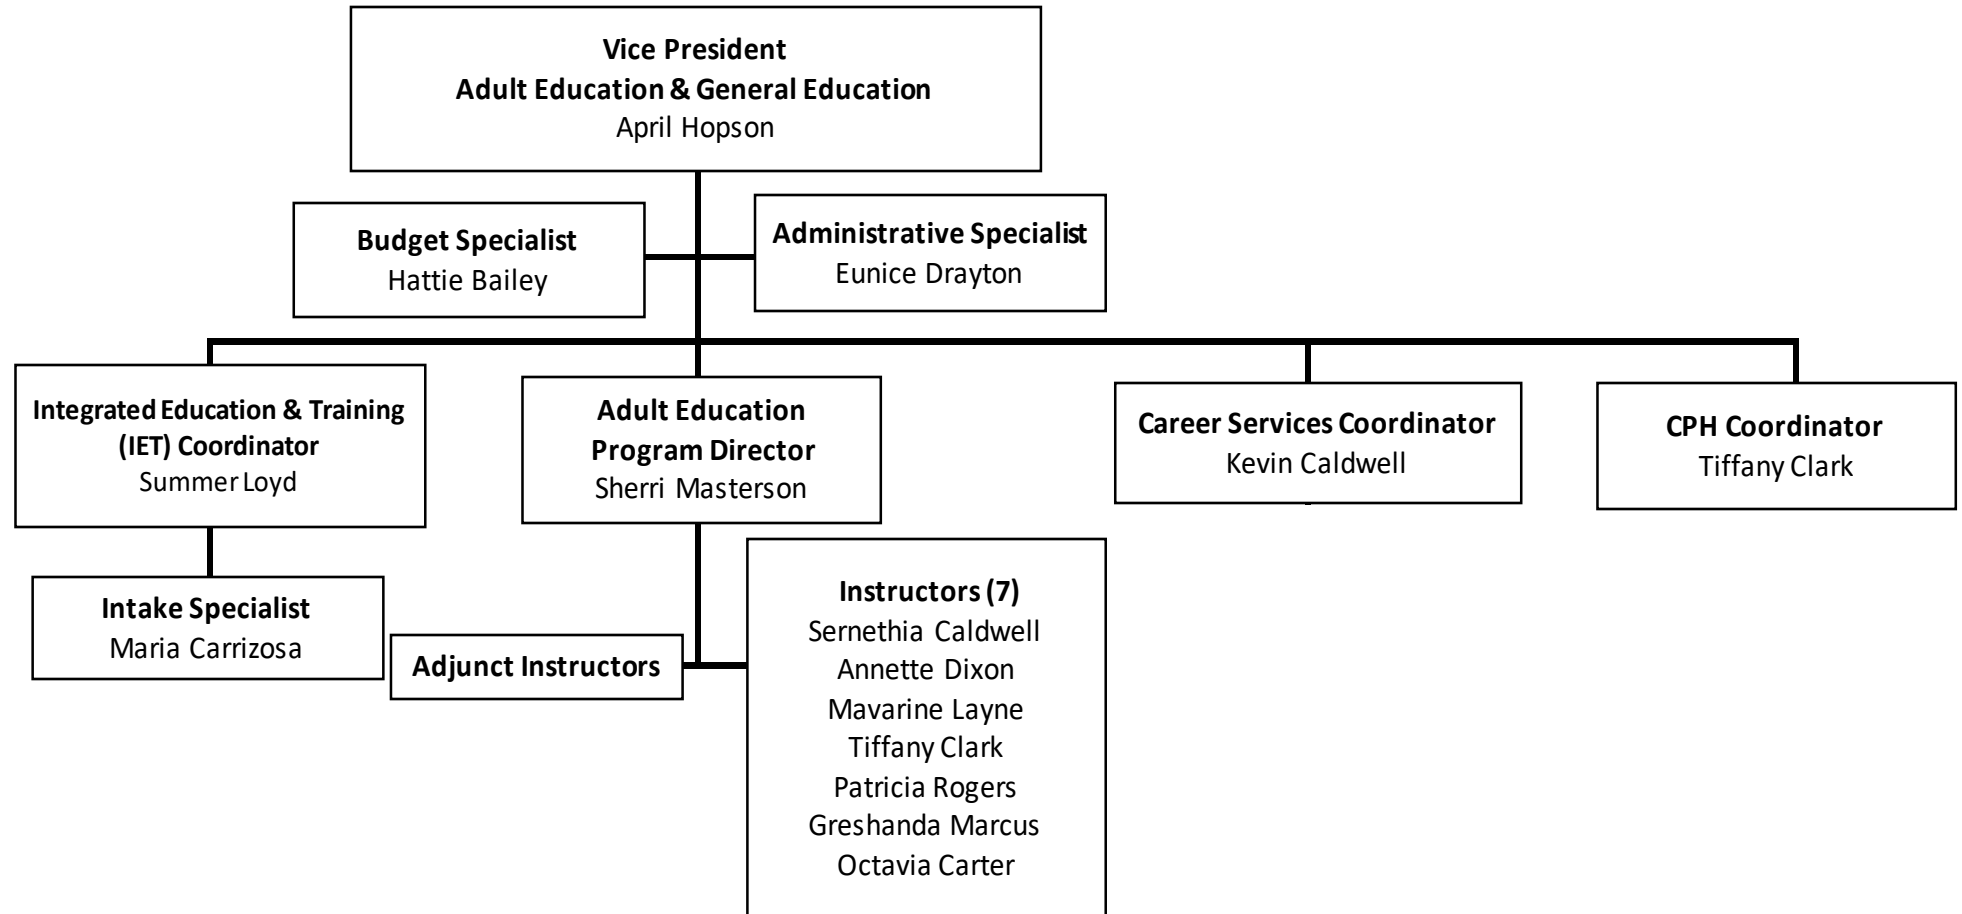 Vice President
Adult Education & General Education
April Hopson
Budget Specialist
Hattie Bailey
Administrative Specialist
Eunice Drayton
Integrated Education & Training
(IET) Coordinator
Summer Loyd
Adult Education
Program Director
Sherri Masterson
Career Services Coordinator
Kevin Caldwell
CPH Coordinator
Tiffany Clark
Intake Specialist
Maria Carrizosa
Adjunct Instructors
Instructors (7)
Sernethia Caldwell
Annette Dixon
Mavarine Layne
Tiffany Clark
Patricia Rogers
Greshanda Marcus
Octavia Carter